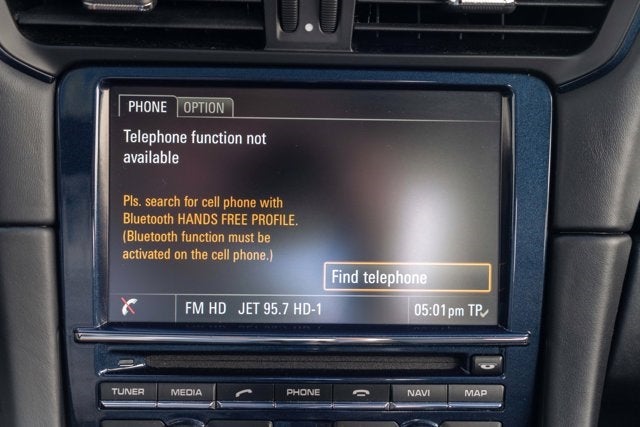 PHONE OPTION
Telephone function not
available
Pls. search for cell phone with
Bluetooth HANDS FREE PROFILE.
(Bluetooth function must be
activated on the cell phone.)
Find telephone
FM HD JET 95.7 HD-1 05:01 pm TP
TUNER MEDIA PHONE NAVI MAP